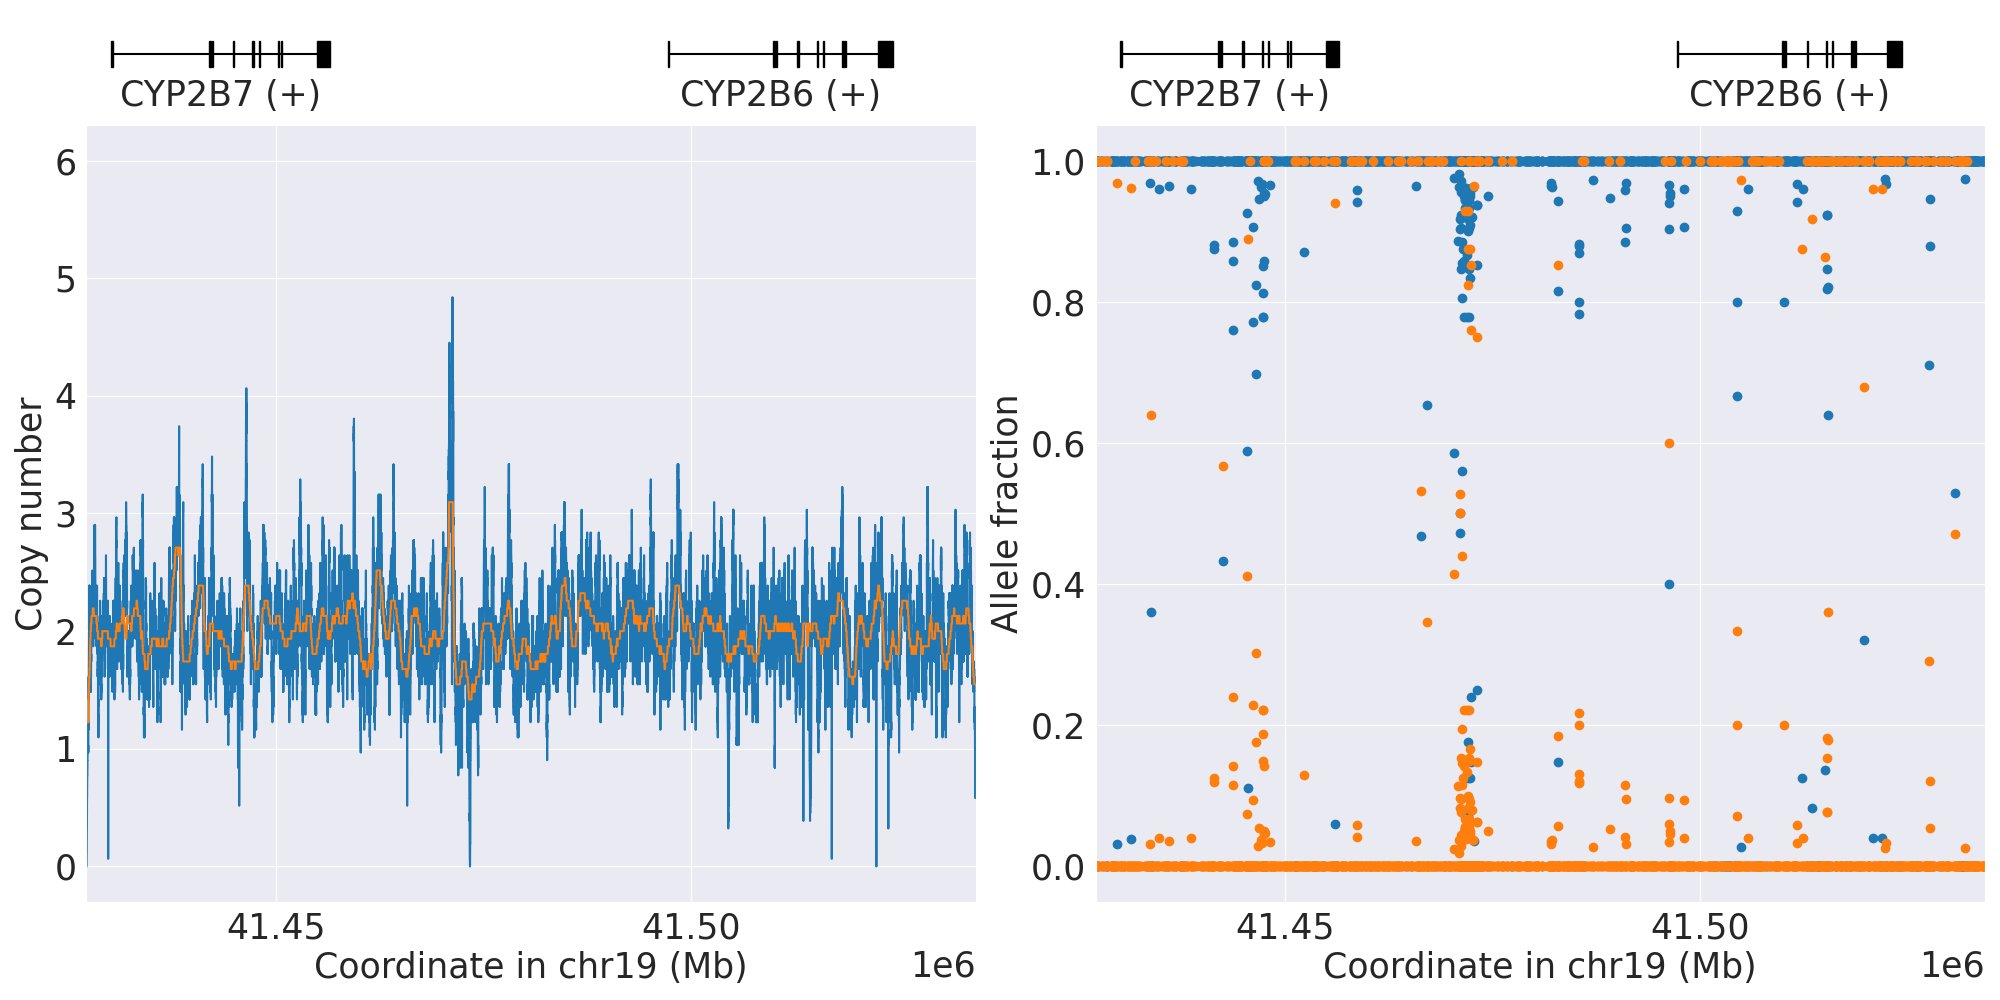 CYP2B7 (+)
CYP2B6 (+)
CYP2B7 (+)
CYP2B6 (+)
6
5
4
3
2
1
0
Copy number
41.45
41.50
Coordinate in chr19 (Mb)
1e6
1.0
0.8
0.6
0.4
0.2
0.0
Allele fraction
41.45
41.50
Coordinate in chr19 (Mb)
1e6